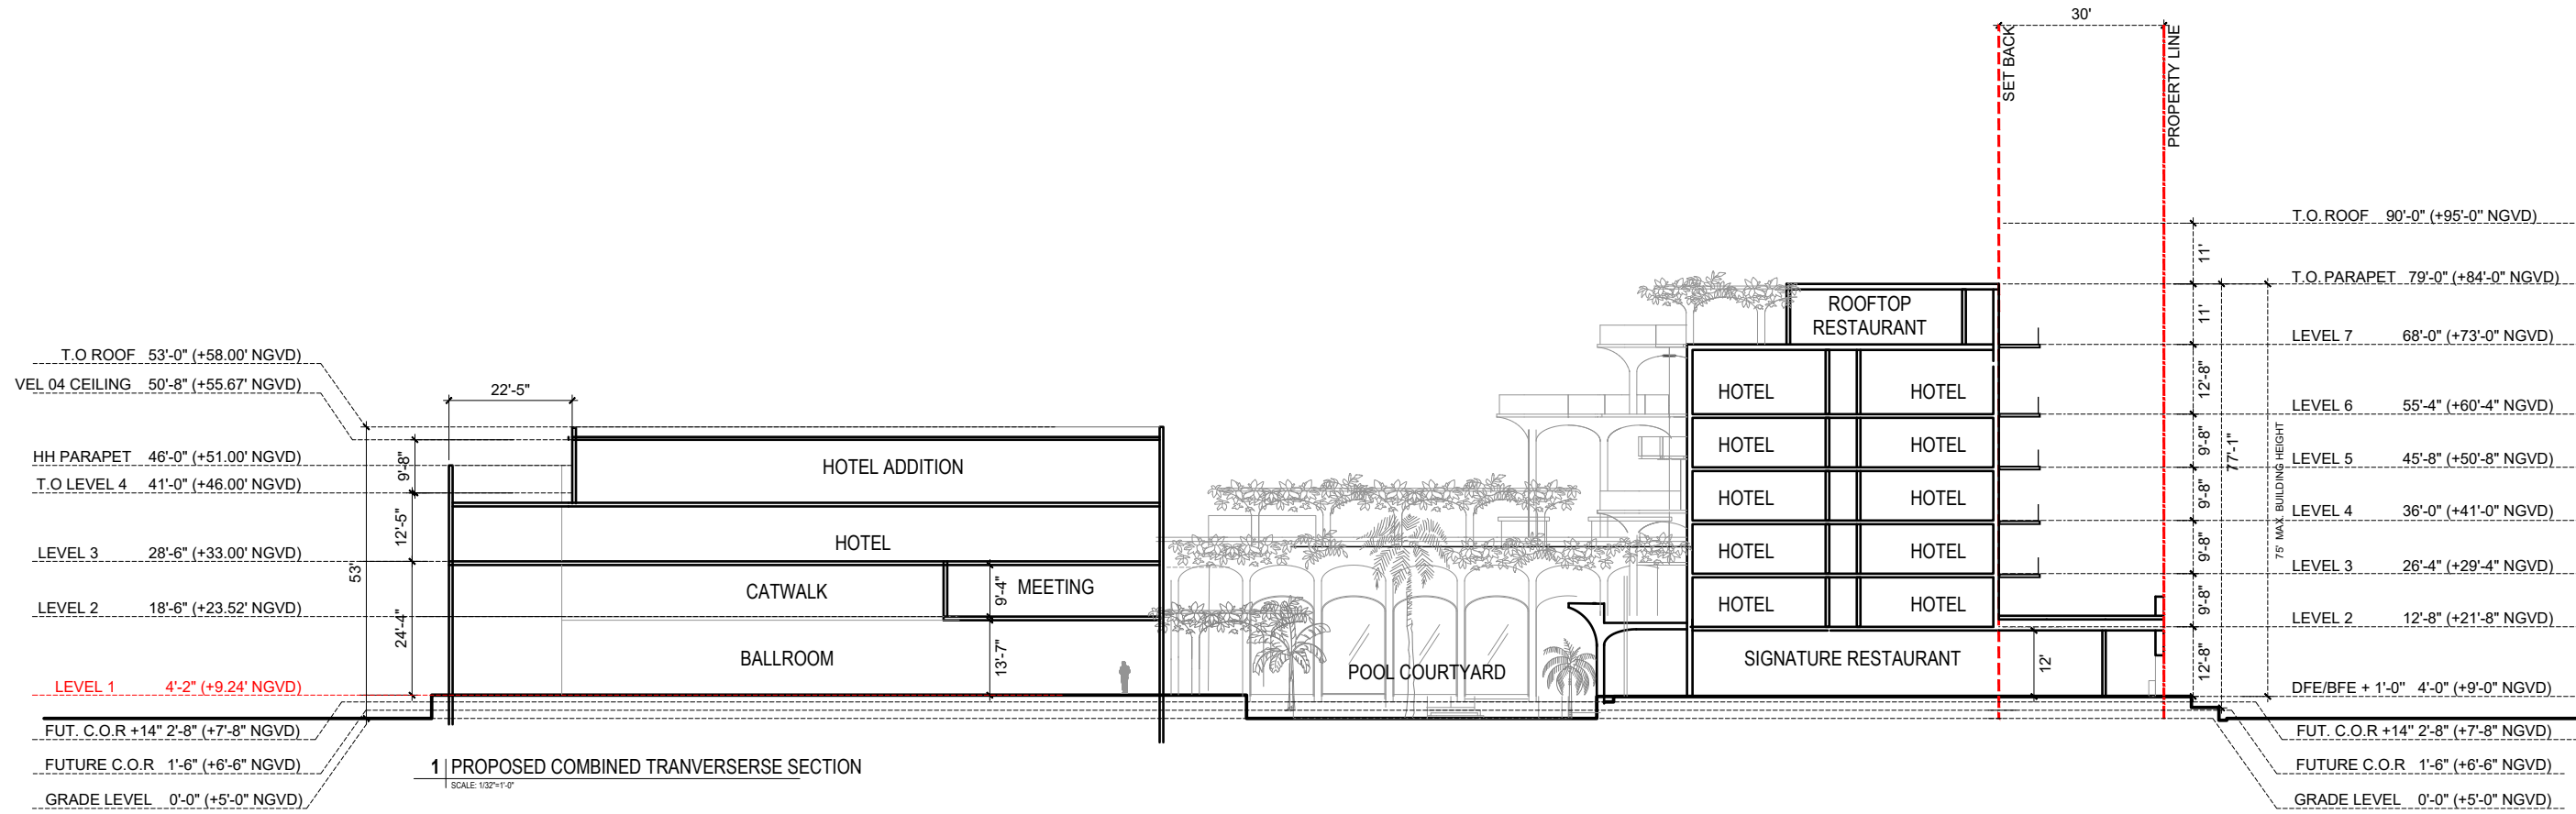 30'
SET BACK
PROPERTY LINE
T.O. ROOF 90'-0" (+95'-0" NGVD)
11'
T.O. PARAPET 79'-0" (+84'-0" NGVD)
11'
LEVEL 7 68'-0" (+73'-0" NGVD)
12'-8"
LEVEL 6 55'-4" (+60'-4" NGVD)
9'-8"
LEVEL 5 45'-8" (+50'-8" NGVD)
9'-8"
LEVEL 4 36'-0" (+41'-0" NGVD)
9'-8"
LEVEL 3 26'-4" (+29'-4" NGVD)
9'-8"
LEVEL 2 12'-8" (+21'-8" NGVD)
12'-8"
DFE/BFE + 1'-0" 4'-0" (+9'-0" NGVD)
FUT. C.O.R +14" 2'-8" (+7'-8" NGVD)
FUTURE C.O.R 1'-6" (+6'-6" NGVD)
GRADE LEVEL 0'-0" (+5'-0" NGVD)
77'-1"
75' MAX. BUILDING HEIGHT
ROOFTOP
RESTAURANT
HOTEL HOTEL
HOTEL HOTEL
HOTEL HOTEL
HOTEL HOTEL
HOTEL HOTEL
SIGNATURE RESTAURANT
12'
POOL COURTYARD
T.O ROOF 53'-0" (+58.00' NGVD)
VEL 04 CEILING 50'-8" (+55.67' NGVD)
HH PARAPET 46'-0" (+51.00' NGVD)
T.O LEVEL 4 41'-0" (+46.00' NGVD)
LEVEL 3 28'-6" (+33.00' NGVD)
LEVEL 2 18'-6" (+23.52' NGVD)
LEVEL 1 4'-2" (+9.24' NGVD)
FUT. C.O.R +14" 2'-8" (+7'-8" NGVD)
FUTURE C.O.R 1'-6" (+6'-6" NGVD)
GRADE LEVEL 0'-0" (+5'-0" NGVD)
22'-5"
9'-8"
12'-5"
53'
24'-4"
HOTEL ADDITION
HOTEL
CATWALK
9'-4"
MEETING
BALLROOM
13'-7"
1 PROPOSED COMBINED TRANVERSERSE SECTION
SCALE: 1/32"=1'-0"